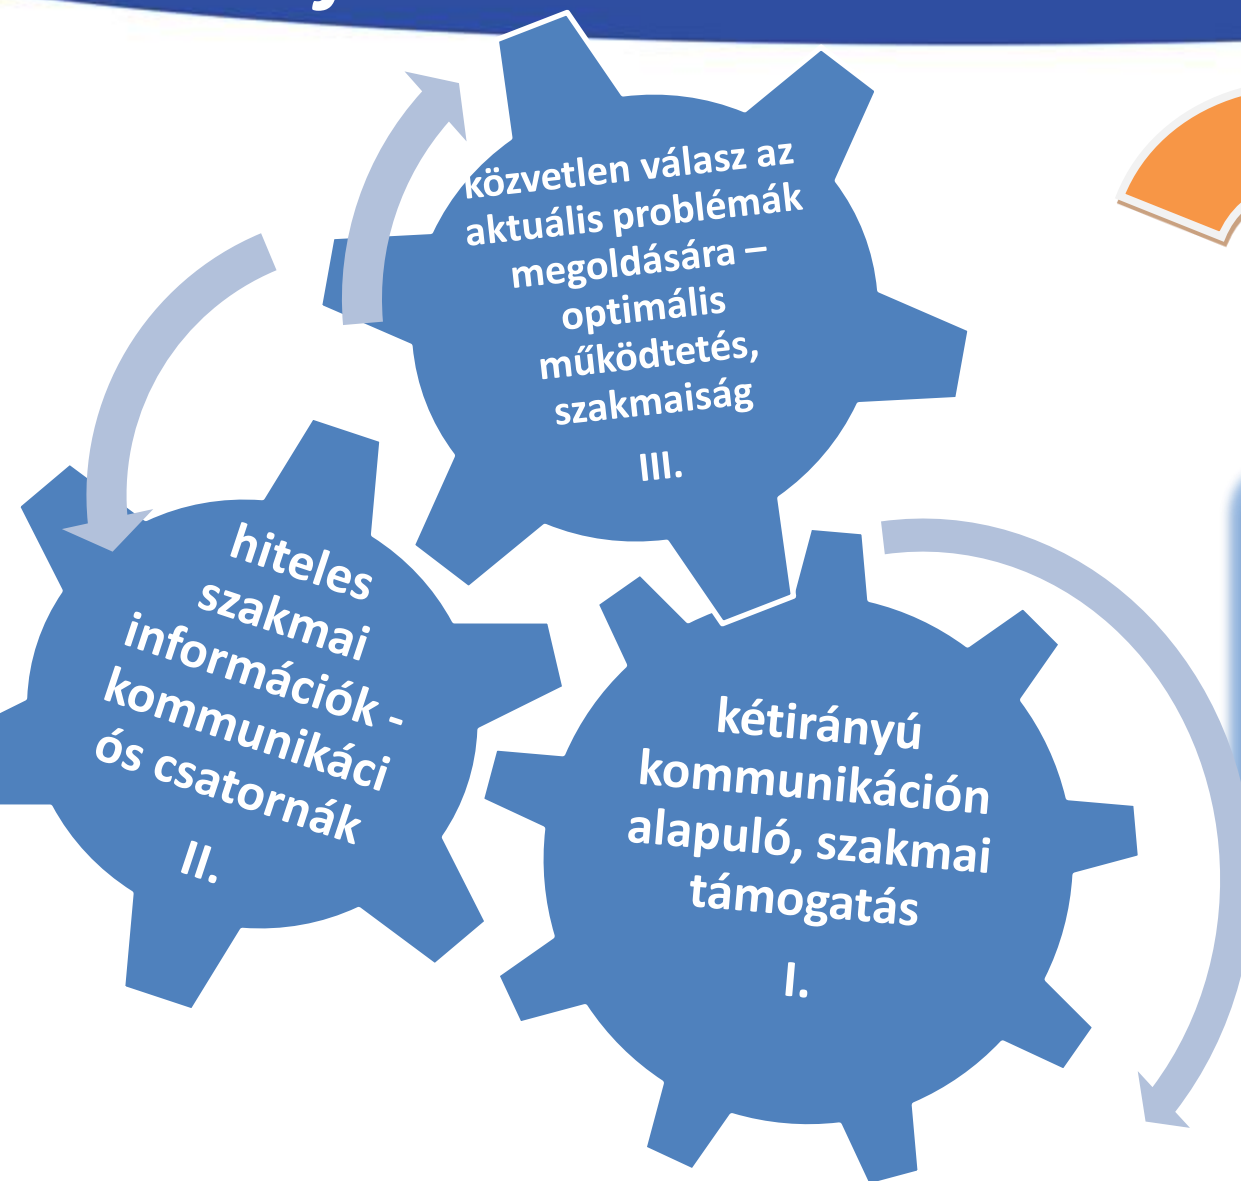 közvetlen válasz az
aktuális problémák
megoldására –
optimális
működtetés,
szakmaiság
III.
hiteles
szakmai
információk -
kommunikáci
ós csatornák
II.
kétirányú
kommunikáción
alapuló, szakmai
támogatás
I.